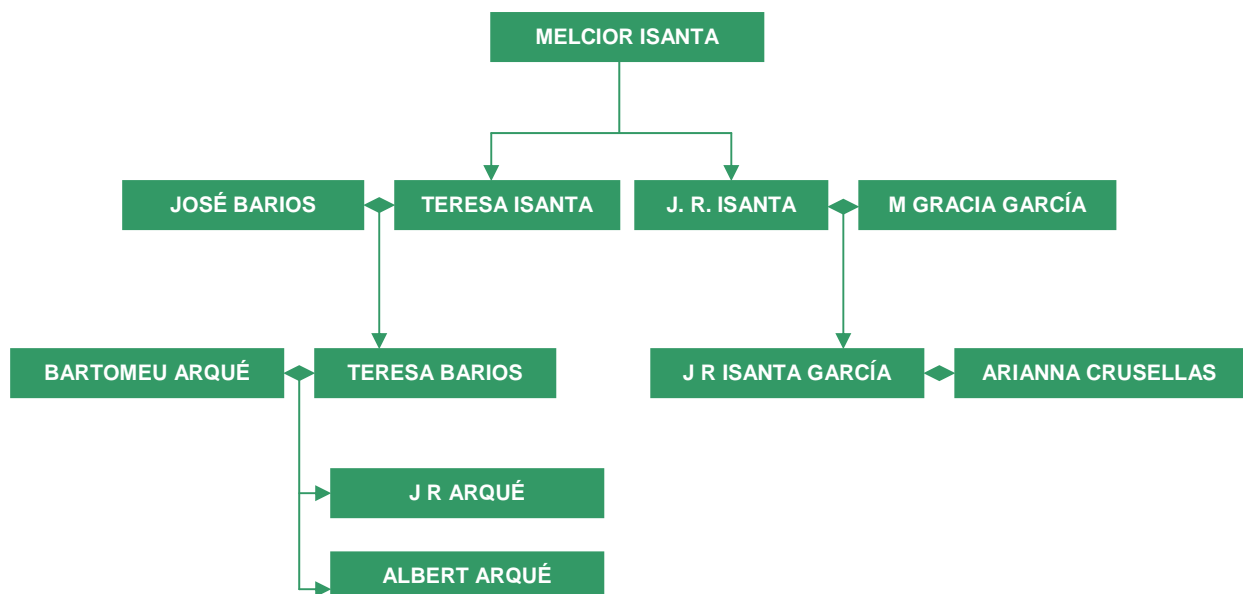 MELCIOR ISANTA
JOSÉ BARIOS
TERESA ISANTA
J. R. ISANTA
M GRACIA GARCÍA
BARTOMEU ARQUÉ
TERESA BARIOS
J R ISANTA GARCÍA
ARIANNA CRUSELLAS
J R ARQUÉ
ALBERT ARQUÉ